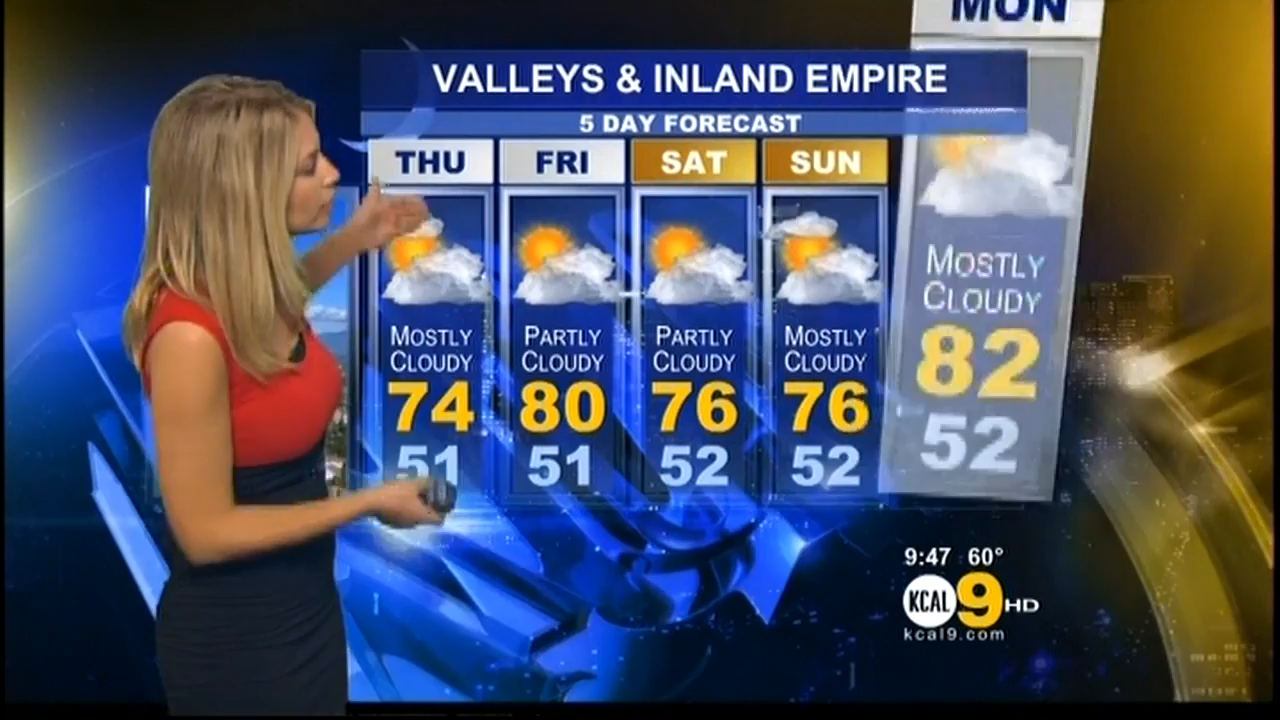 MON
VALLEYS & INLAND EMPIRE
5 DAY FORECAST
THU FRI SAT SUN
MOSTLY CLOUDY
PARTLY CLOUDY
PARTLY CLOUDY
MOSTLY CLOUDY
MOSTLY CLOUDY
74 80 76 76 82
51 51 52 52 52
9:47 60°
KCAL 9 HD
kcal9.com